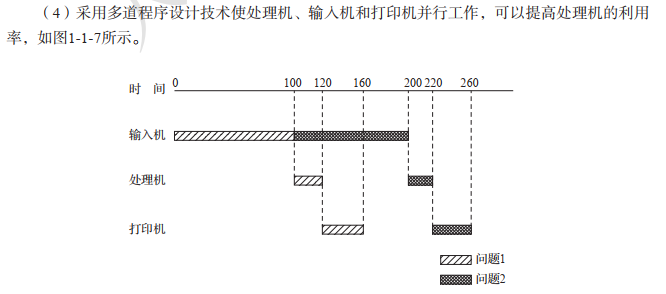 （4）采用多道程序设计技术使处理机、输入机和打印机并行工作，可以提高处理机的利用
率，如图1-1-7所示。
时 间 0 100 120 160 200 220 260
输入机
处理机
打印机
问题1
问题2